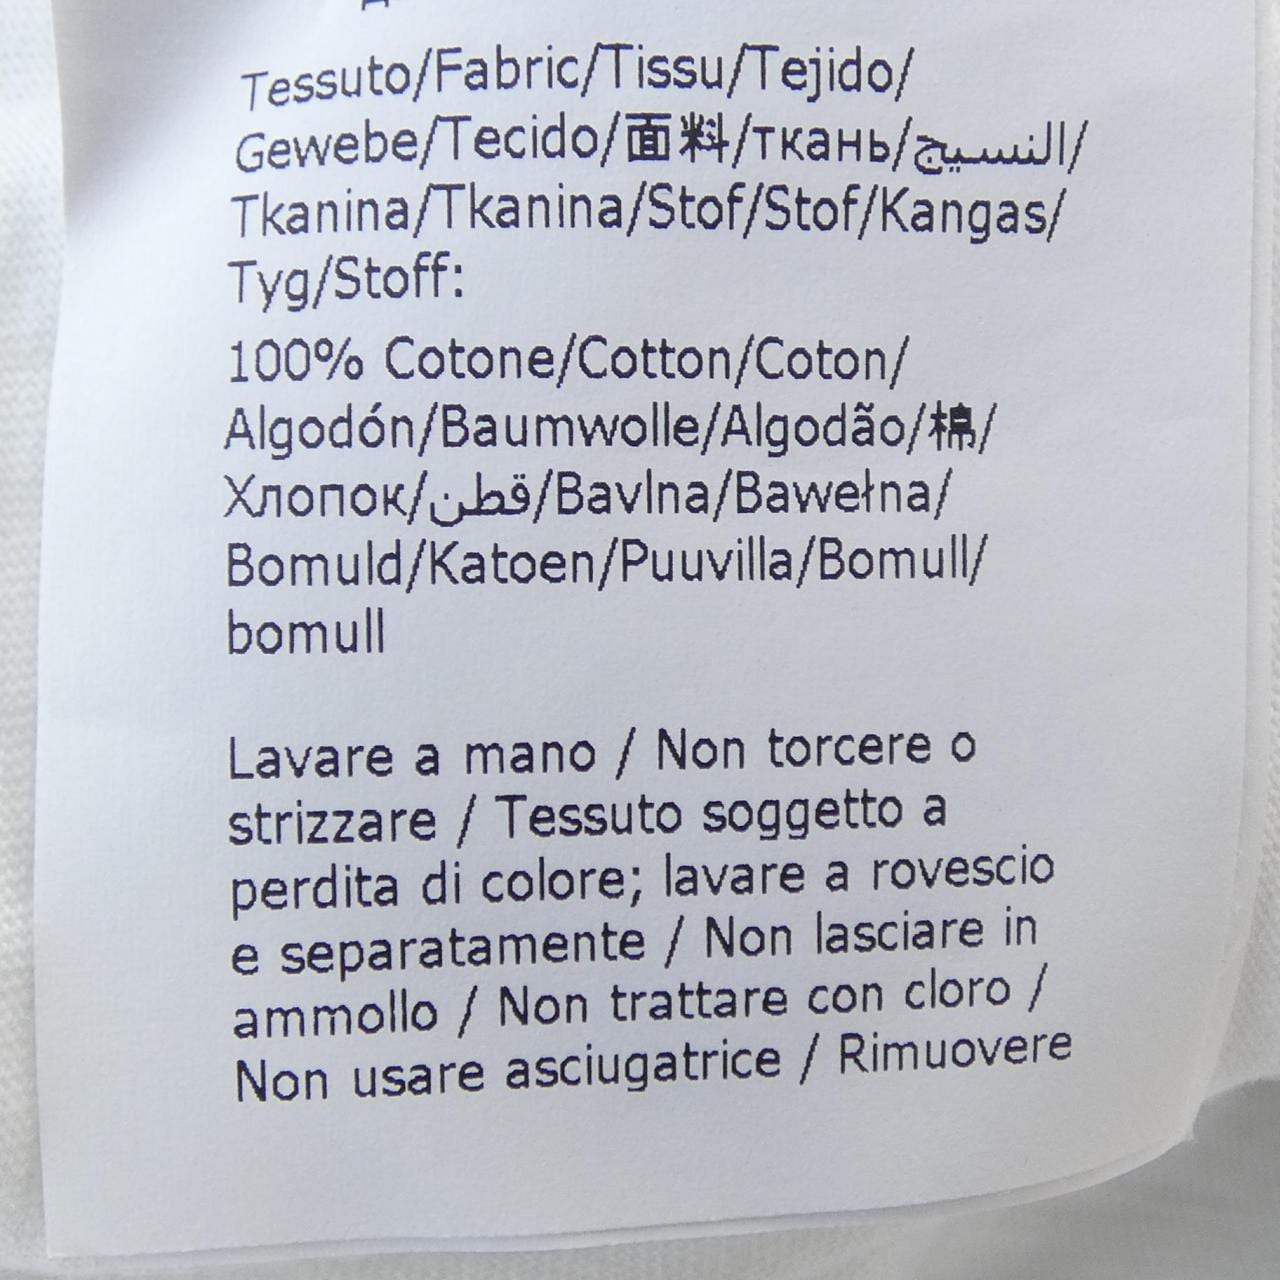 Tessuto/Fabric/Tissu/Tejido/
Gewebe/Tecido/面料/ткань/النسيج/
Tkanina/Tkanina/Stof/Stof/Kangas/
Tyg/Stoff:
100% Cotone/Cotton/Coton/
Algodón/Baumwolle/Algodão/棉/
Хлопок/قطن/Bavlna/Bawełna/
Bomuld/Katoen/Puuvilla/Bomull/
bomull
Lavare a mano / Non torcere o
strizzare / Tessuto soggetto a
perdita di colore; lavare a rovescio
e separatamente / Non lasciare in
ammollo / Non trattare con cloro /
Non usare asciugatrice / Rimuovere